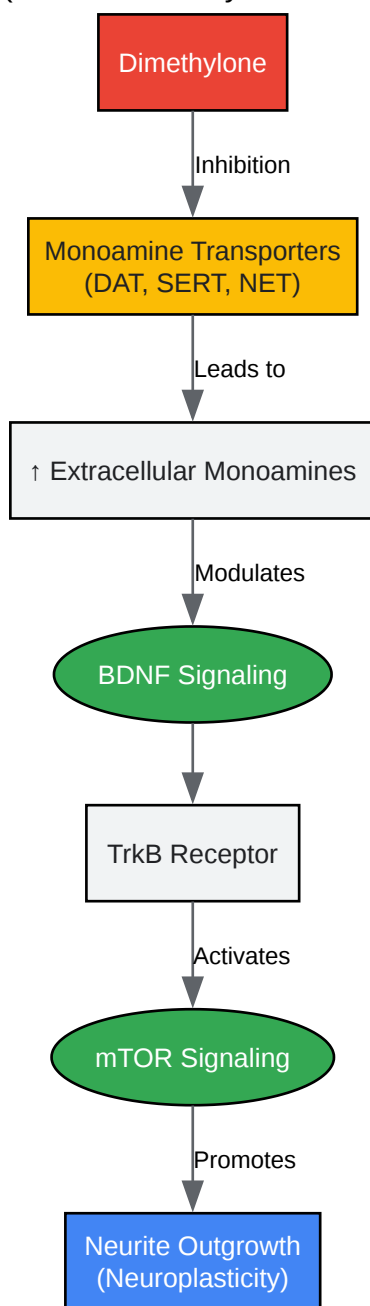 Dimethylone
Inhibition
Monoamine Transporters
(DAT, SERT, NET)
Leads to
↑ Extracellular Monoamines
Modulates
BDNF Signaling
TrkB Receptor
Activates
mTOR Signaling
Promotes
Neurite Outgrowth
(Neuroplasticity)